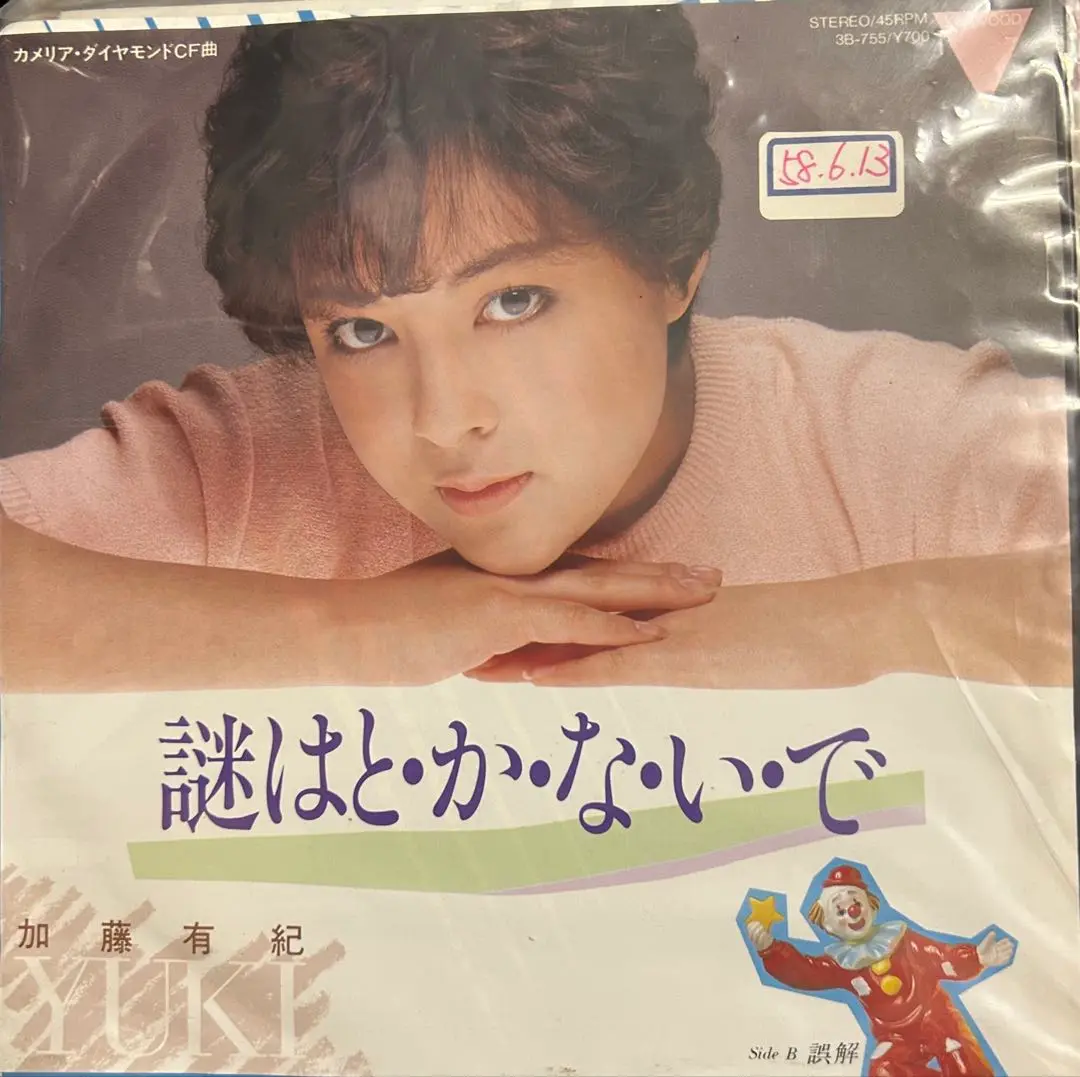 カメリア・ダイヤモンドCF曲
STEREO/45RPM
3B-755/Y700
58.6.13
謎はと・か・な・い・で
加藤有紀
YUKI
Side B 誤解